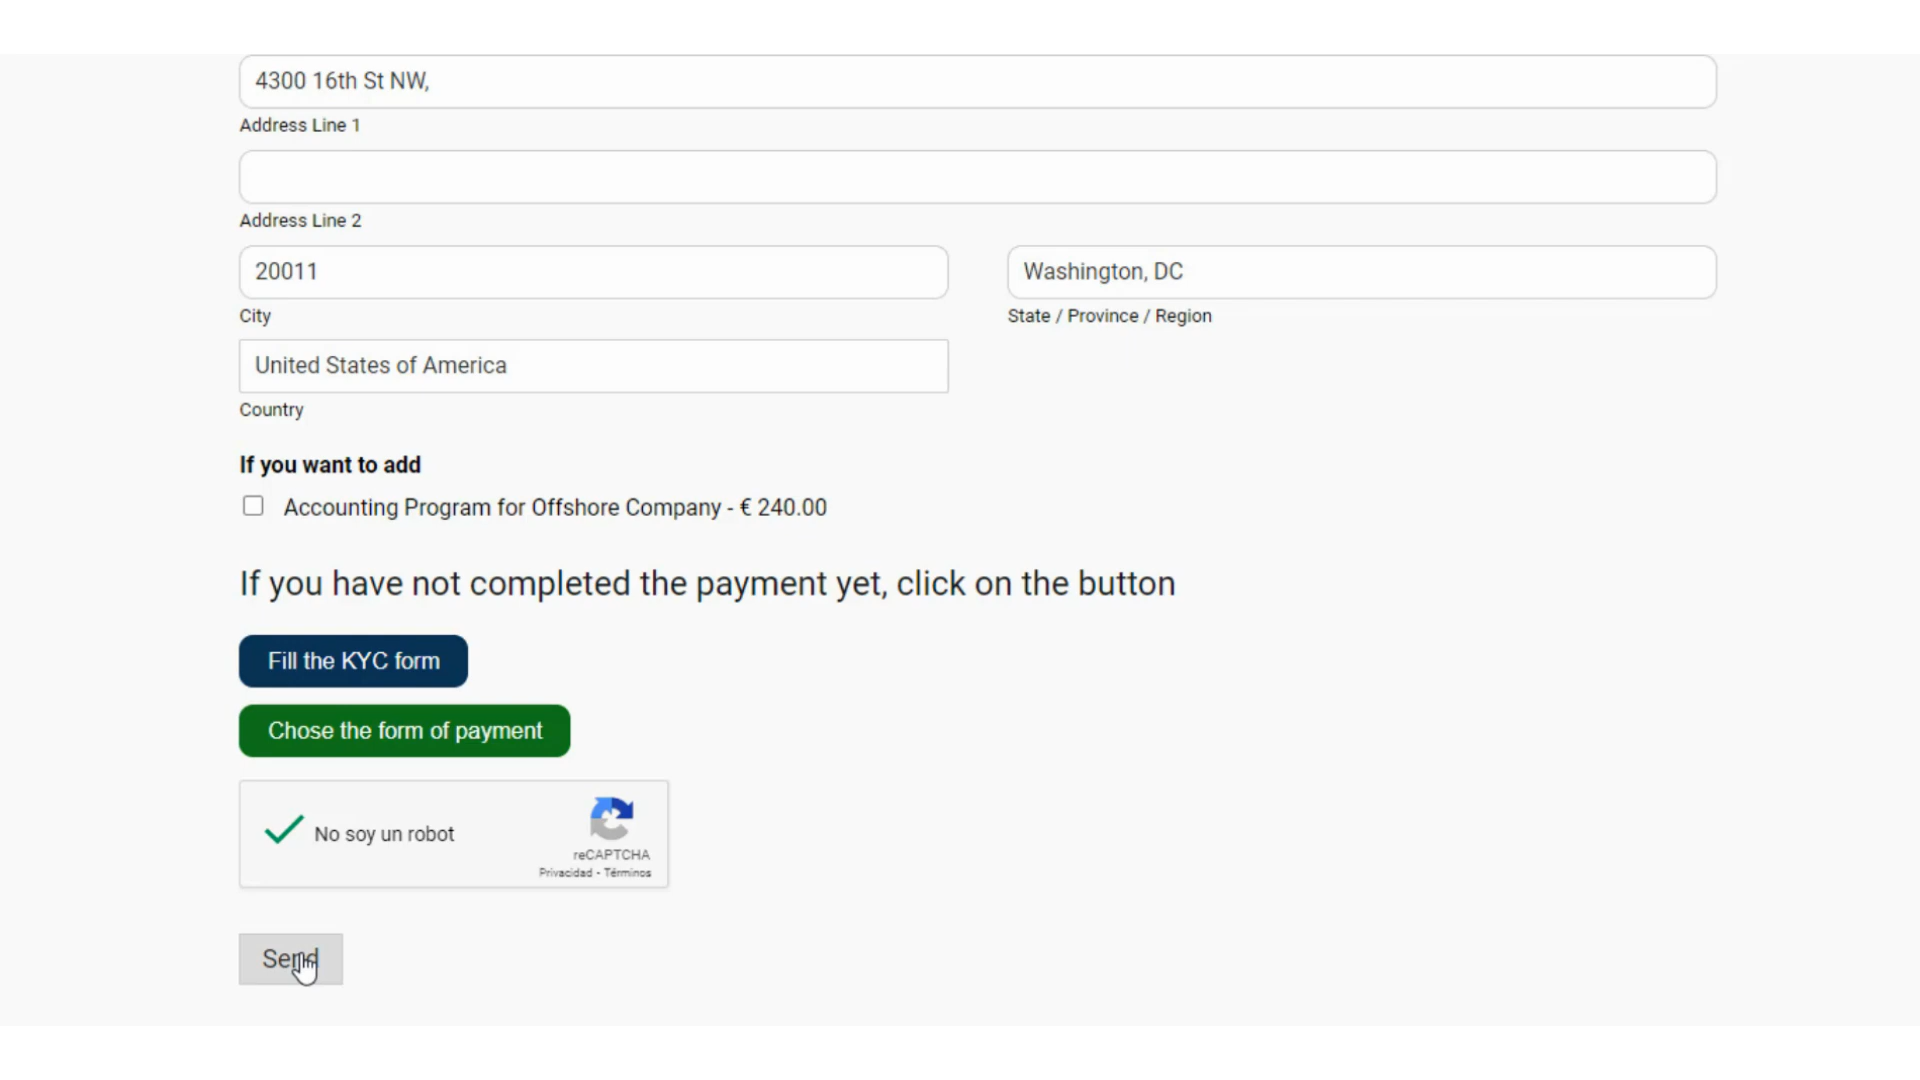 4300 16th St NW,
Address Line 1
Address Line 2
20011
Washington, DC
City
State / Province / Region
United States of America
Country
If you want to add
Accounting Program for Offshore Company - € 240.00
If you have not completed the payment yet, click on the button
Fill the KYC form
Chose the form of payment
No soy un robot
reCAPTCHA
Privacidad - Términos
Send